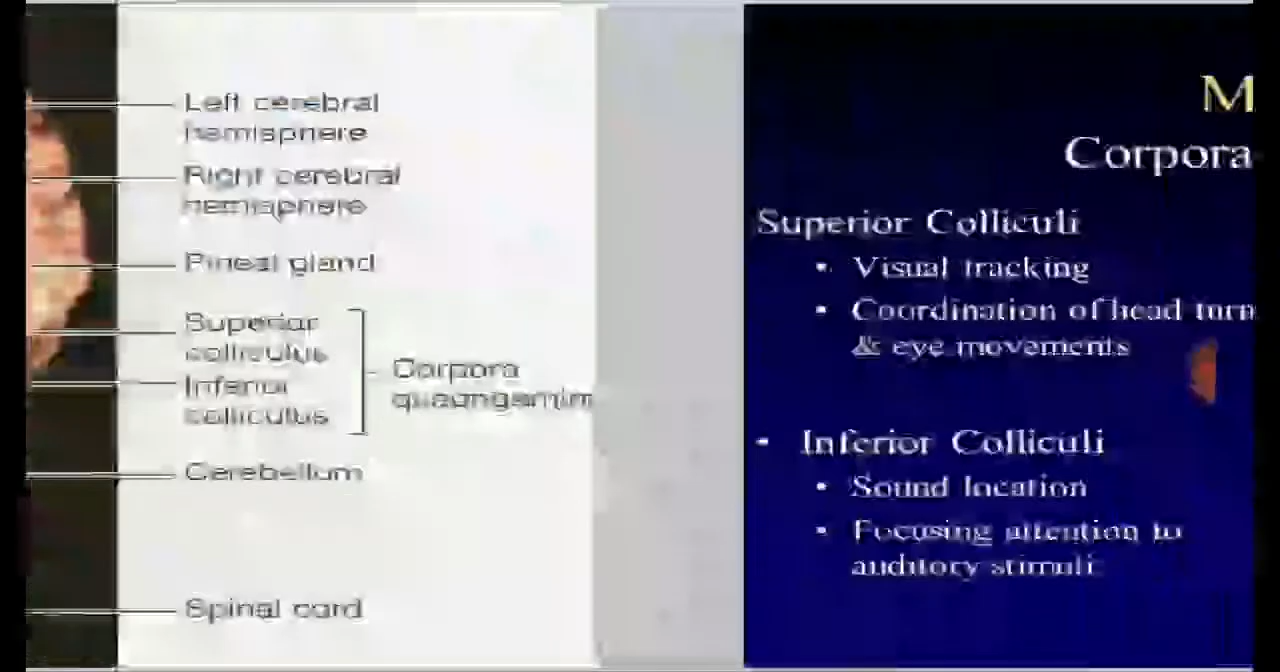 Left cerebral
hemisphere
Right cerebral
hemisphere
Pineal gland
Superior
colliculus
Inferior
colliculus
Corpora
Cerebellum
Spinal cord
M
Corpora
Superior Colliculi
• Visual tracking
• Coordination of head turn
& eye movements
• Inferior Colliculi
• Sound location
• Focusing attention to
auditory stimuli